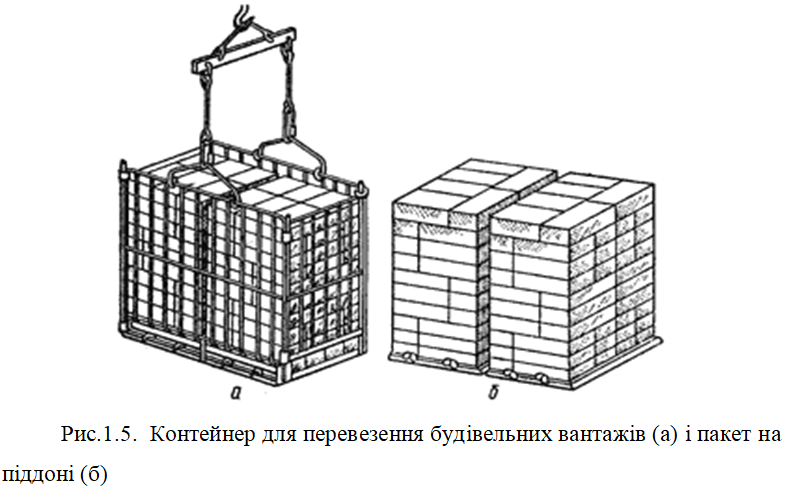 а
б
Рис.1.5. Контейнер для перевезення будівельних вантажів (а) і пакет на
піддоні (б)